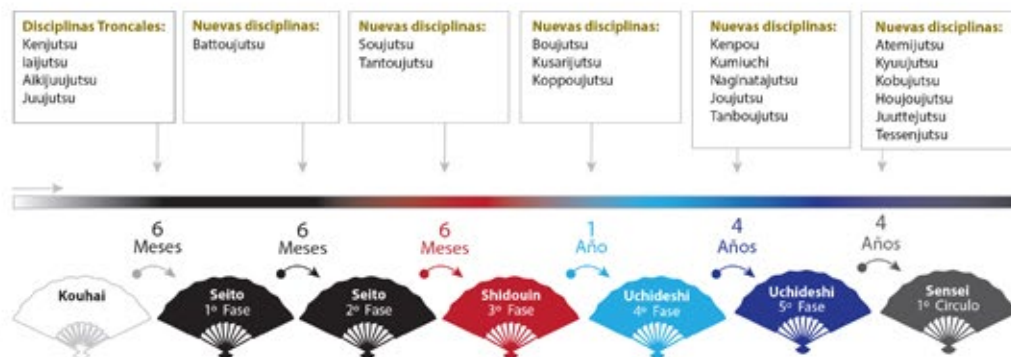 Disciplinas Troncales:
Kenjutsu
Iaijutsu
Aikijuujutsu
Juujutsu
Nuevas disciplinas:
Battoujutsu
Nuevas disciplinas:
Soujutsu
Tantoujutsu
Nuevas disciplinas:
Boujutsu
Kusarijutsu
Koppoujutsu
Nuevas disciplinas:
Kenpou
Kumiuchi
Naginatajutsu
Joujutsu
Tanboujutsu
Nuevas disciplinas:
Atemijutsu
Kyuujutsu
Kobujutsu
Houjoujutsu
Juuttejutsu
Tessenjutsu
6
Meses
6
Meses
6
Meses
1
Año
4
Años
4
Años
Kouhai
Seito
1º Fase
Seito
2º Fase
Shidouin
3º Fase
Uchideshi
4º Fase
Uchideshi
5º Fase
Sensei
1º Circulo